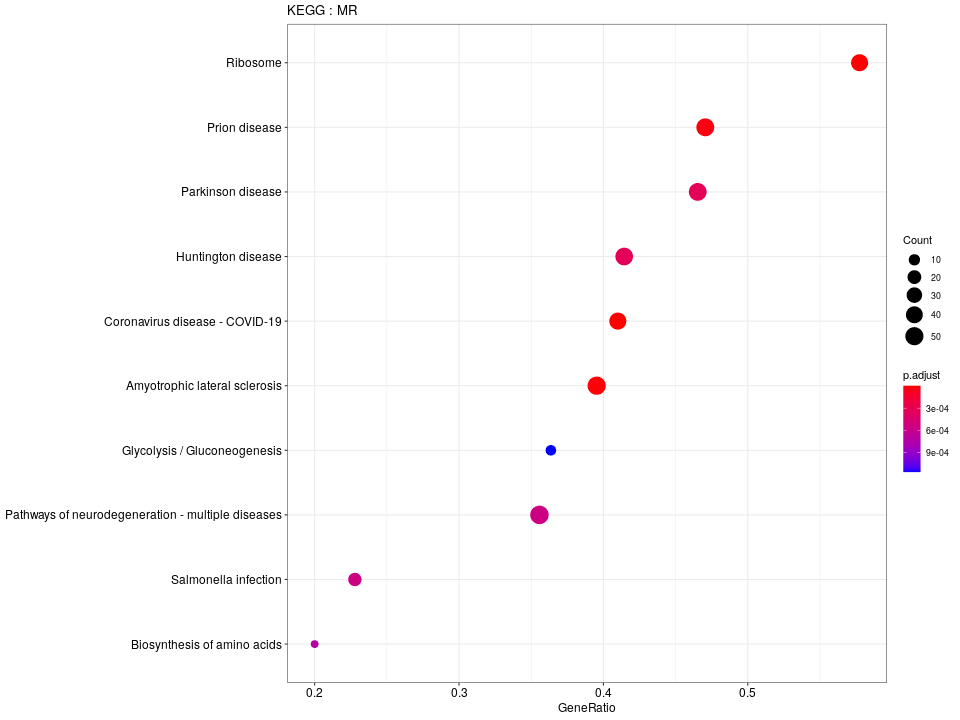 KEGG : MR
Ribosome
Prion disease
Parkinson disease
Huntington disease
Coronavirus disease - COVID-19
Amyotrophic lateral sclerosis
Glycolysis / Gluconeogenesis
Pathways of neurodegeneration - multiple diseases
Salmonella infection
Biosynthesis of amino acids
0.2 0.3 0.4 0.5
GeneRatio
Count
10
20
30
40
50
p.adjust
3e-04
6e-04
9e-04